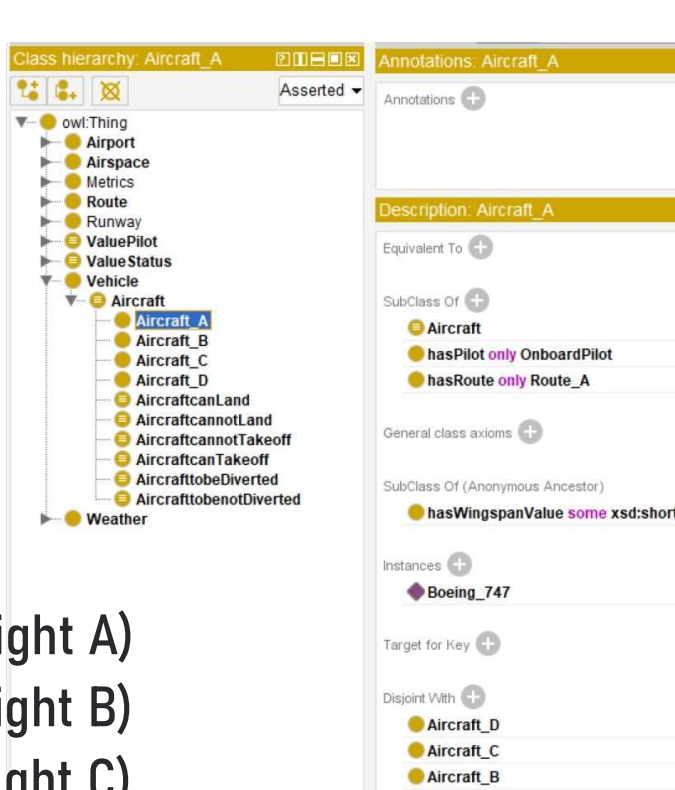 Class hierarchy: Aircraft_A
Asserted
owl:Thing
Airport
Airspace
Metrics
Route
Runway
ValuePilot
ValueStatus
Vehicle
Aircraft
Aircraft_A
Aircraft_B
Aircraft_C
Aircraft_D
AircraftcanLand
AircraftcannotLand
AircraftcannotTakeoff
AircraftcanTakeoff
AircrafttobeDiverted
AircrafttobenotDiverted
Weather
ight A)
ight B)
ight C)
Annotations: Aircraft_A
Annotations
Description: Aircraft_A
Equivalent To
SubClass Of
Aircraft
hasPilot only OnboardPilot
hasRoute only Route_A
General class axioms
SubClass Of (Anonymous Ancestor)
hasWingspanValue some xsd:short
Instances
Boeing_747
Target for Key
Disjoint With
Aircraft_D
Aircraft_C
Aircraft_B